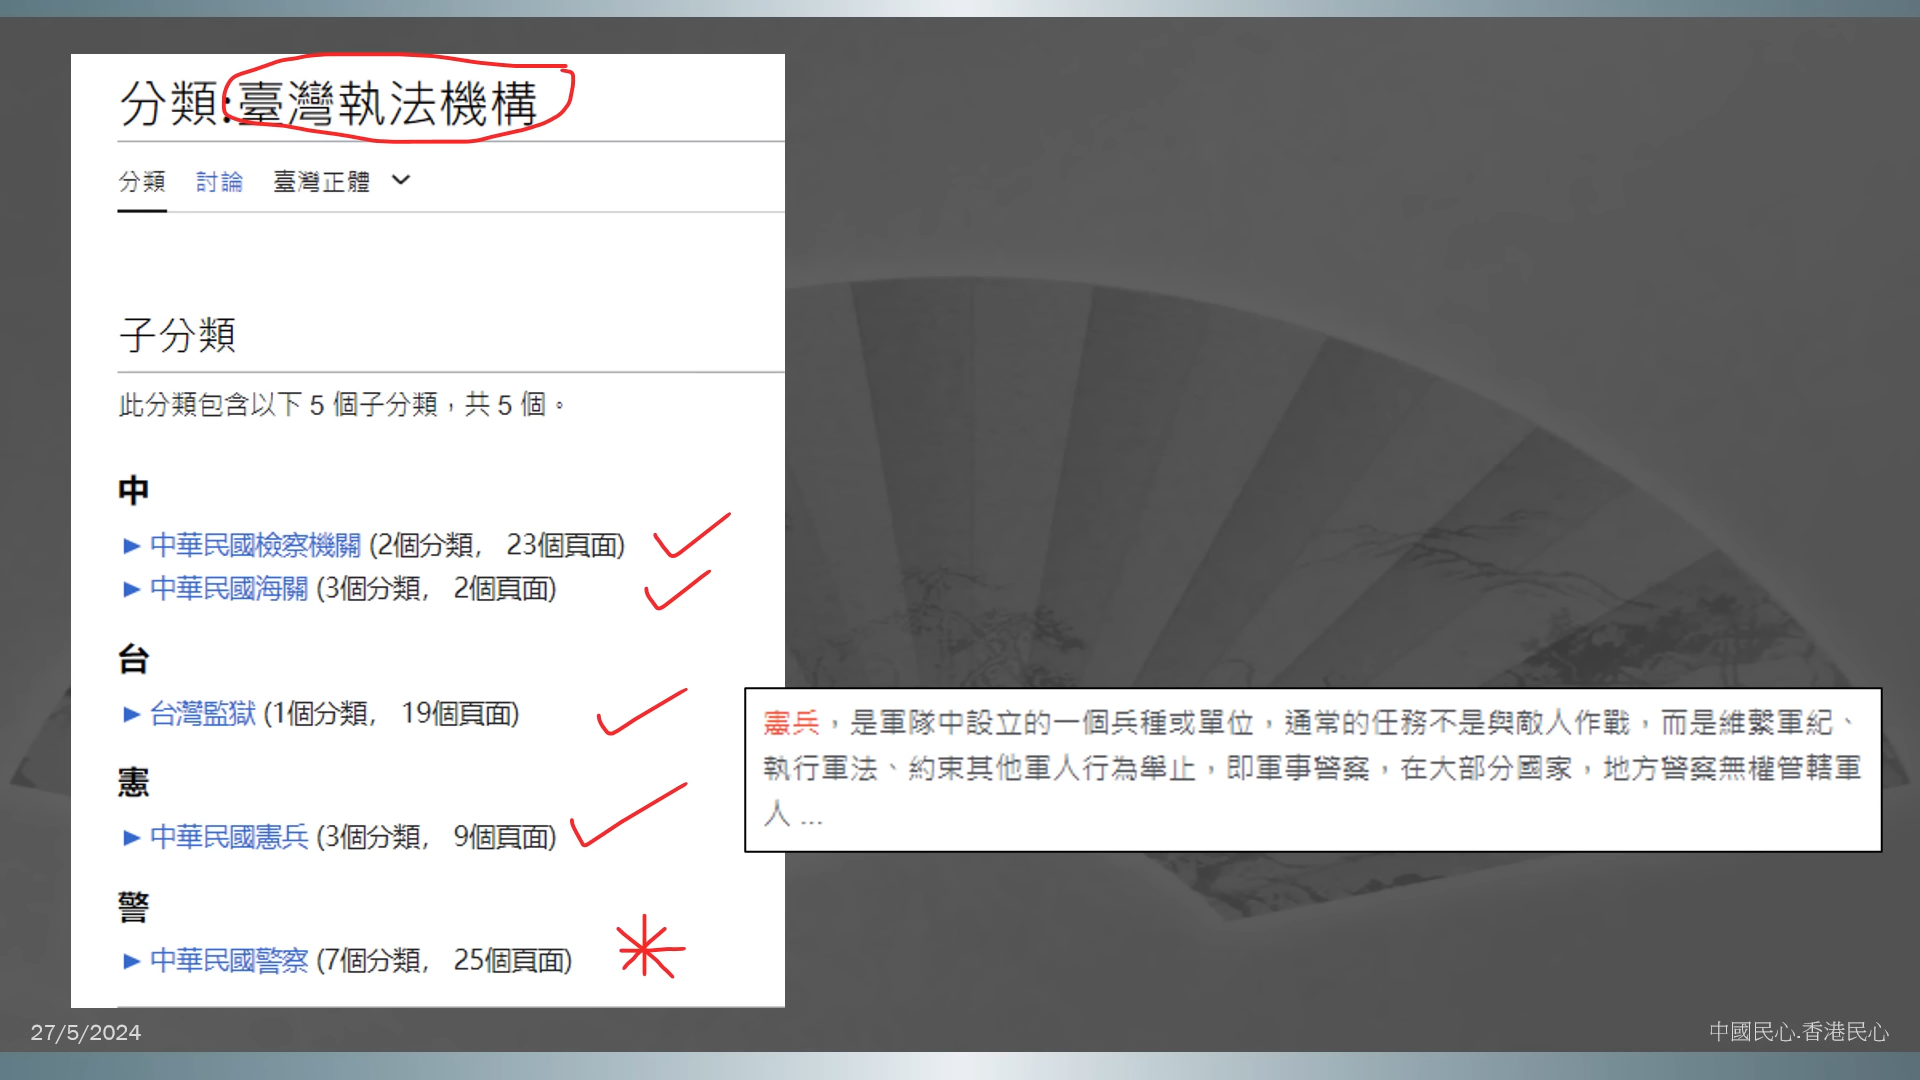 分類:臺灣執法機構
分類 討論 臺灣正體
子分類
此分類包含以下 5 個子分類，共 5 個。
中
► 中華民國檢察機關 (2個分類， 23個頁面)
► 中華民國海關 (3個分類， 2個頁面)
台
► 台灣監獄 (1個分類， 19個頁面)
憲
► 中華民國憲兵 (3個分類， 9個頁面)
警
► 中華民國警察 (7個分類， 25個頁面)
憲兵，是軍隊中設立的一個兵種或單位，通常的任務不是與敵人作戰，而是維繫軍紀、
執行軍法、約束其他軍人行為舉止，即軍事警察，在大部分國家，地方警察無權管轄軍
人 ...
27/5/2024
中國民心.香港民心